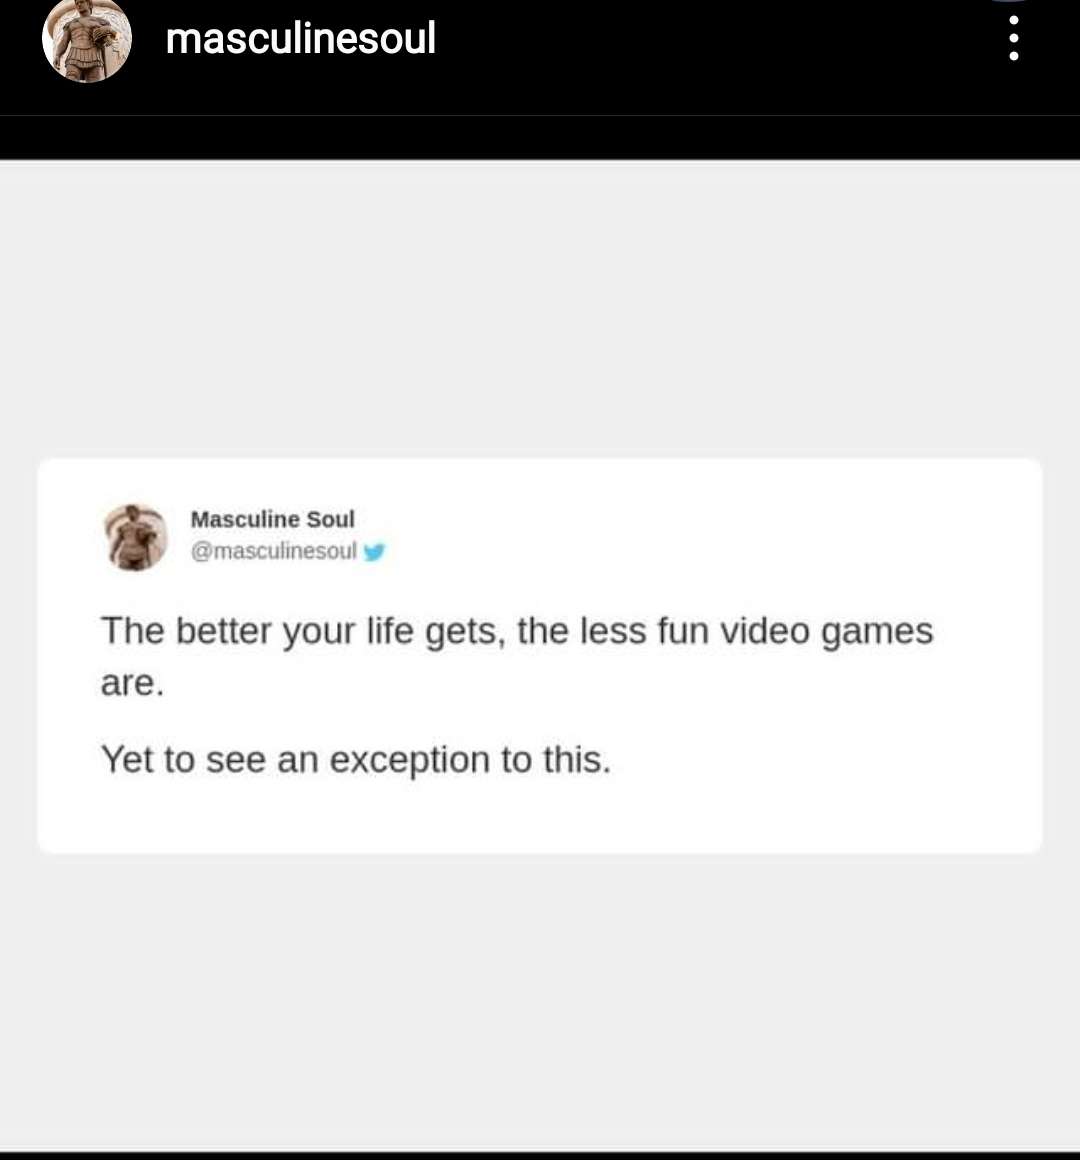 masculinesoul
Masculine Soul
@masculinesoul
The better your life gets, the less fun video games
are.
Yet to see an exception to this.